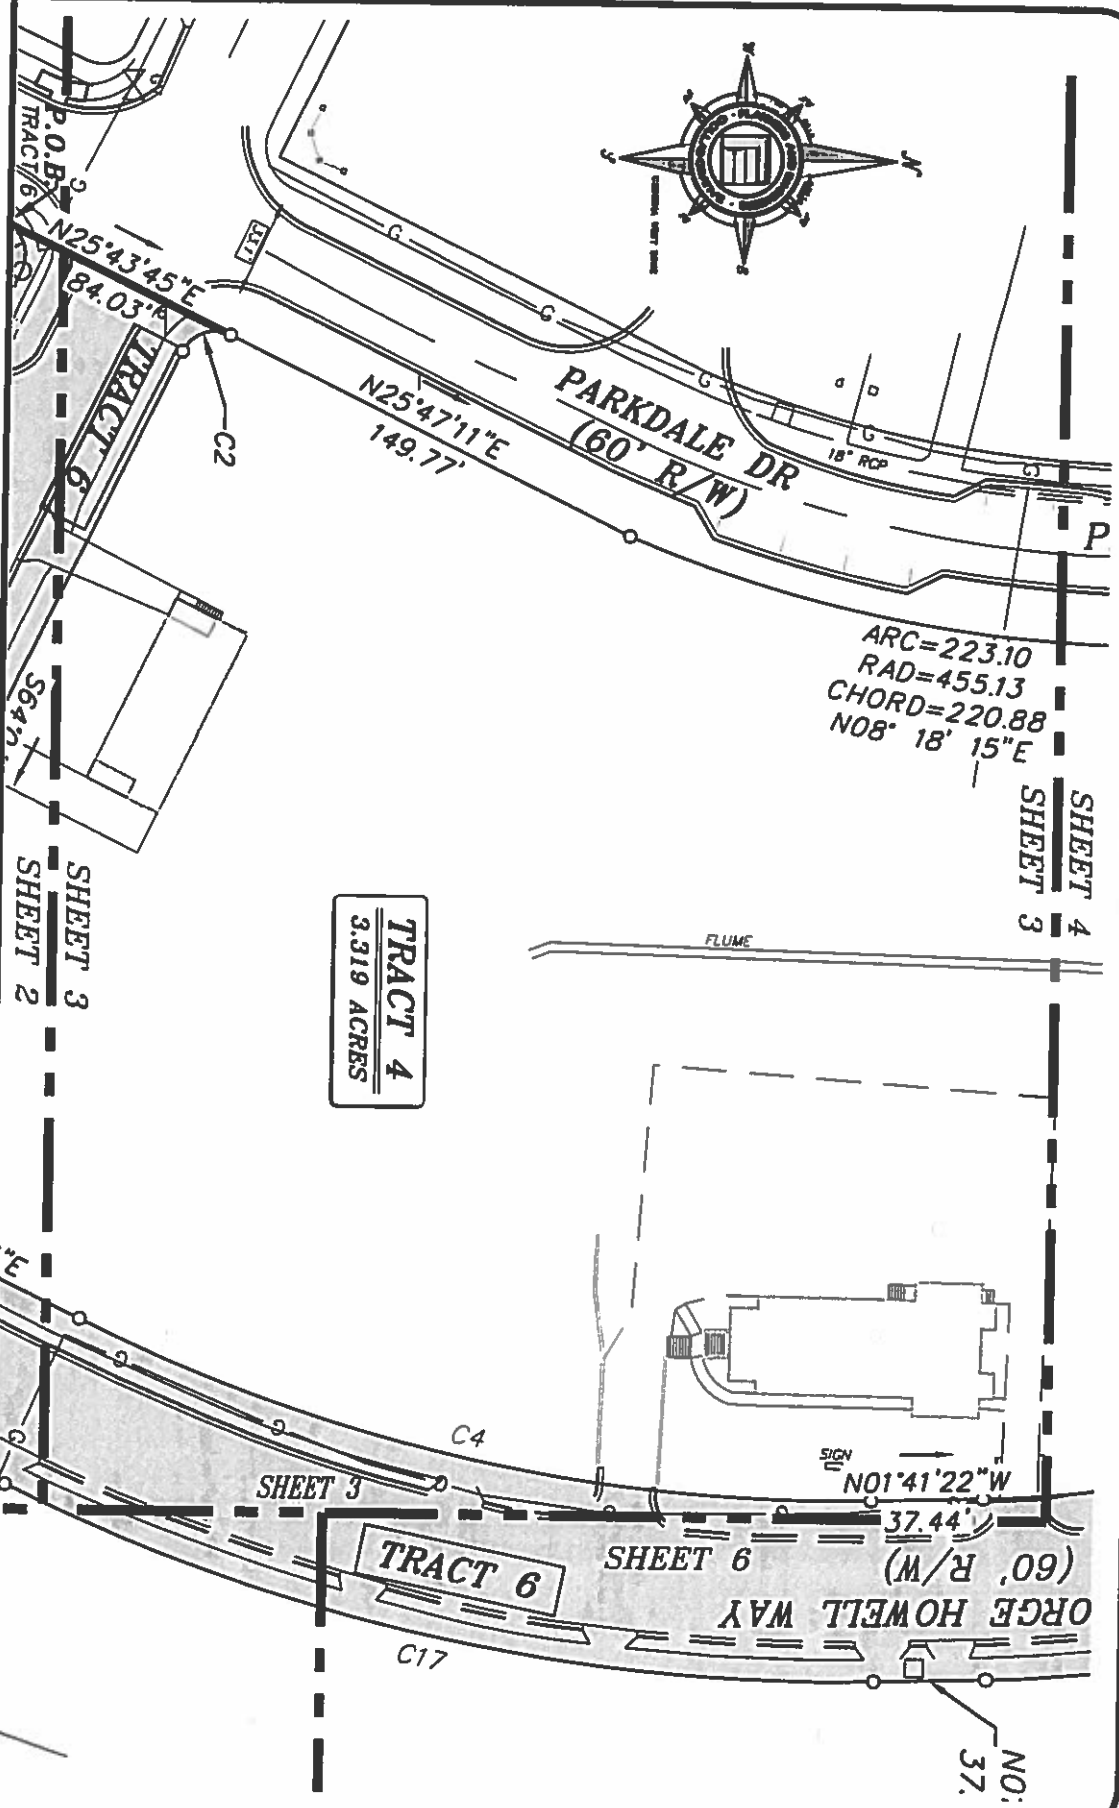 P.O.B.
TRACT 6
N25°43'45"E
84.03'
TRACT 6
C2
N25°47'11"E
149.77'
PARKDALE DR
(60' R/W)
18" RCP
G
G
G
G
G
N
S
P
ARC=223.10
RAD=455.13
CHORD=220.88
N08° 18' 15"E
SHEET 4
SHEET 3
SHEET 3
SHEET 2
FLUME
TRACT 4
3.319 ACRES
"E
C4
SIGN
N01°41'22"W
37.44'
(60' R/W)
ORGE HOWELL WAY
SHEET 3
SHEET 6
TRACT 6
G
G
G
C17
37.